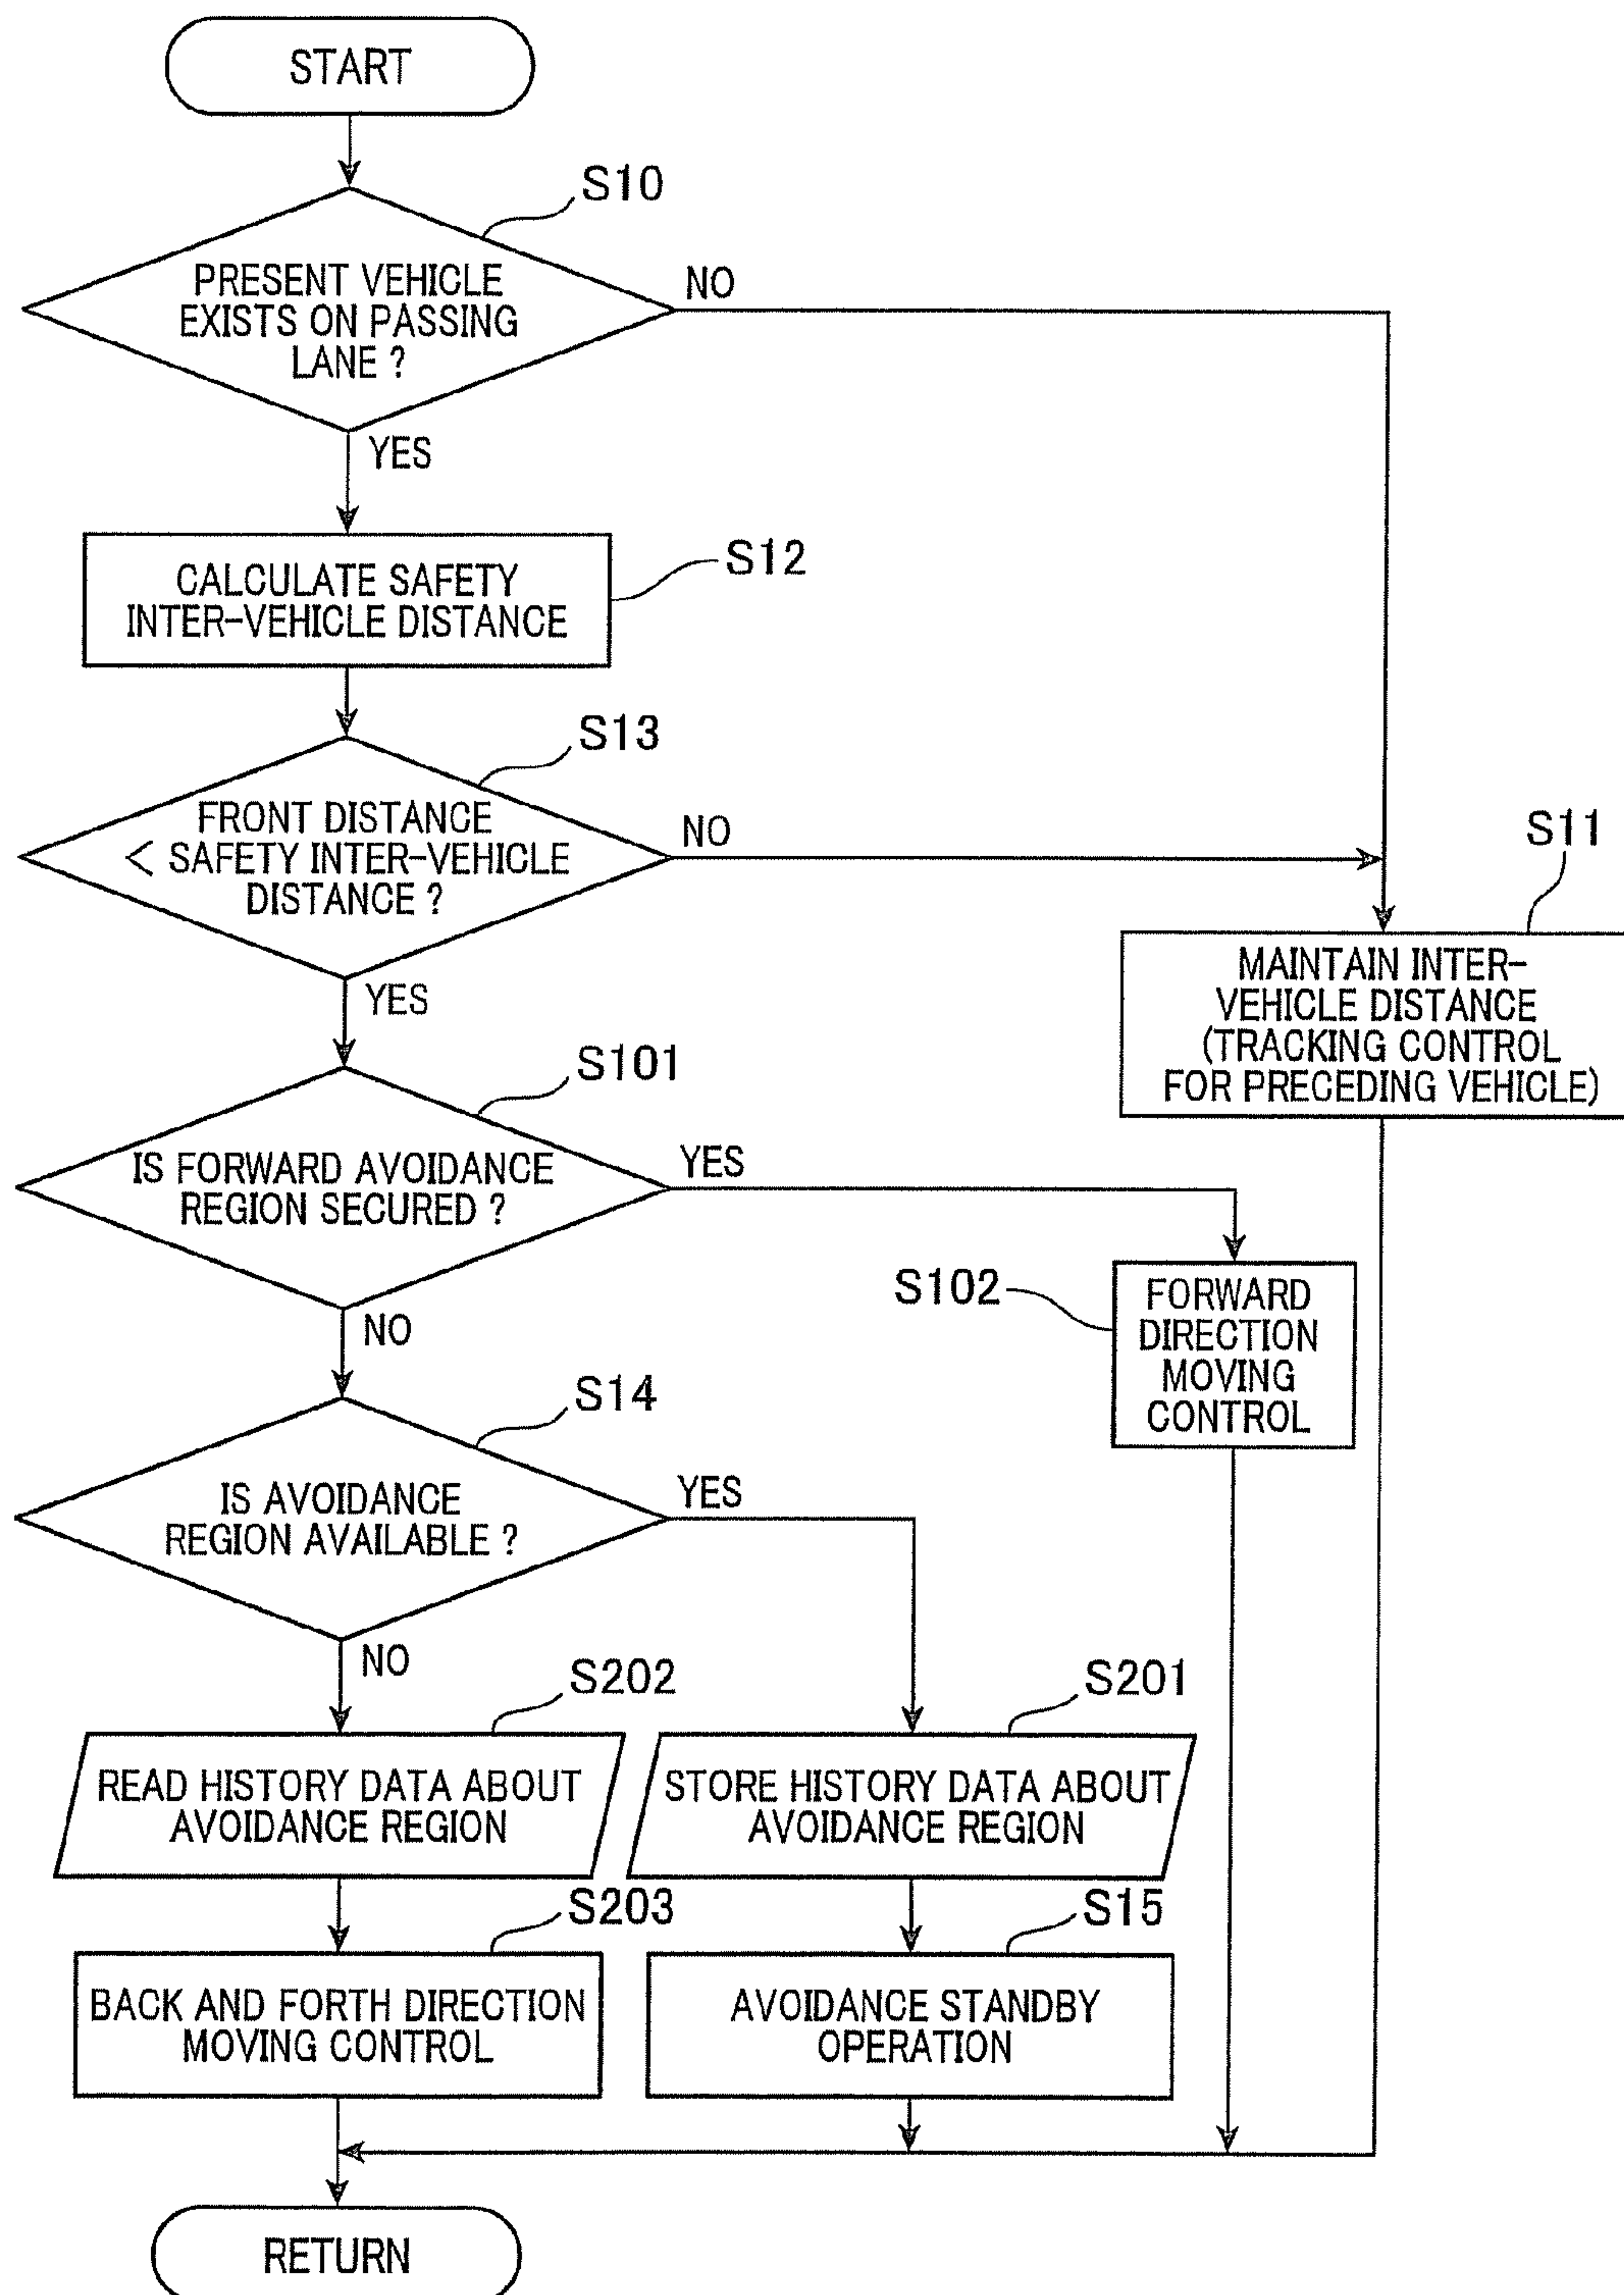 START
S10
PRESENT VEHICLE
EXISTS ON PASSING
LANE ?
NO
YES
S12
CALCULATE SAFETY
INTER-VEHICLE DISTANCE
S13
FRONT DISTANCE
< SAFETY INTER-VEHICLE
DISTANCE ?
NO
YES
S11
MAINTAIN INTER-
VEHICLE DISTANCE
(TRACKING CONTROL
FOR PRECEDING VEHICLE)
S101
IS FORWARD AVOIDANCE
REGION SECURED ?
YES
NO
S102
FORWARD
DIRECTION
MOVING
CONTROL
S14
IS AVOIDANCE
REGION AVAILABLE ?
YES
NO
S202
READ HISTORY DATA ABOUT
AVOIDANCE REGION
S201
STORE HISTORY DATA ABOUT
AVOIDANCE REGION
S203
BACK AND FORTH DIRECTION
MOVING CONTROL
S15
AVOIDANCE STANDBY
OPERATION
RETURN